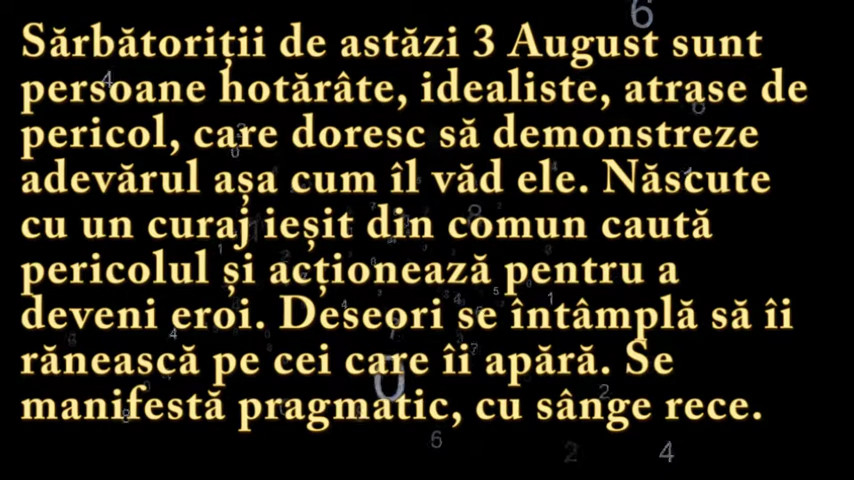 Sărbătoriții de astăzi 3 August sunt
persoane hotărâte, idealiste, atrase de
pericol, care doresc să demonstreze
adevărul așa cum îl văd ele. Născute
cu un curaj ieșit din comun caută
pericolul și acționează pentru a
deveni eroi. Deseori se întâmplă să îi
rănească pe cei care îi apără. Se
manifestă pragmatic, cu sânge rece.